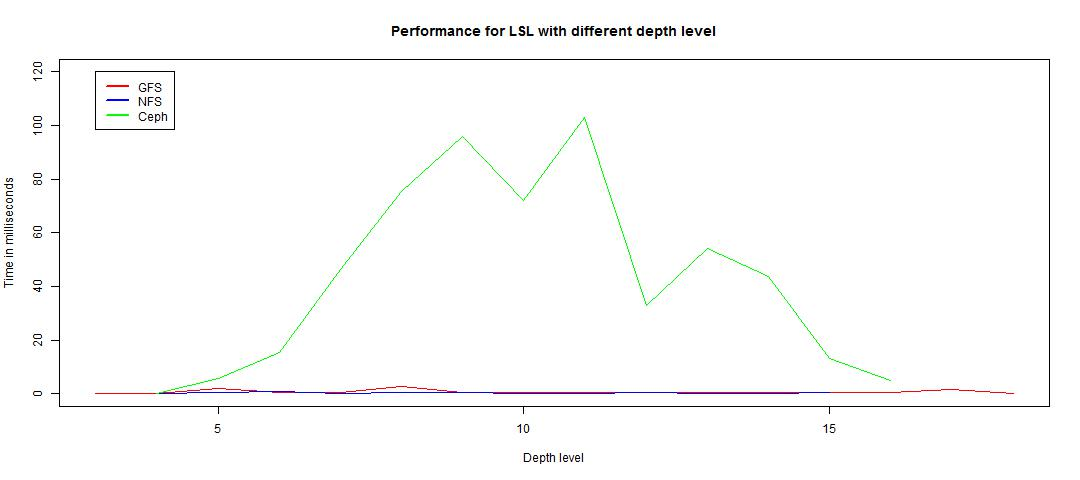 Performance for LSL with different depth level
GFS
NFS
Ceph
Time in milliseconds
120
100
80
60
40
20
0
5
10
15
Depth level